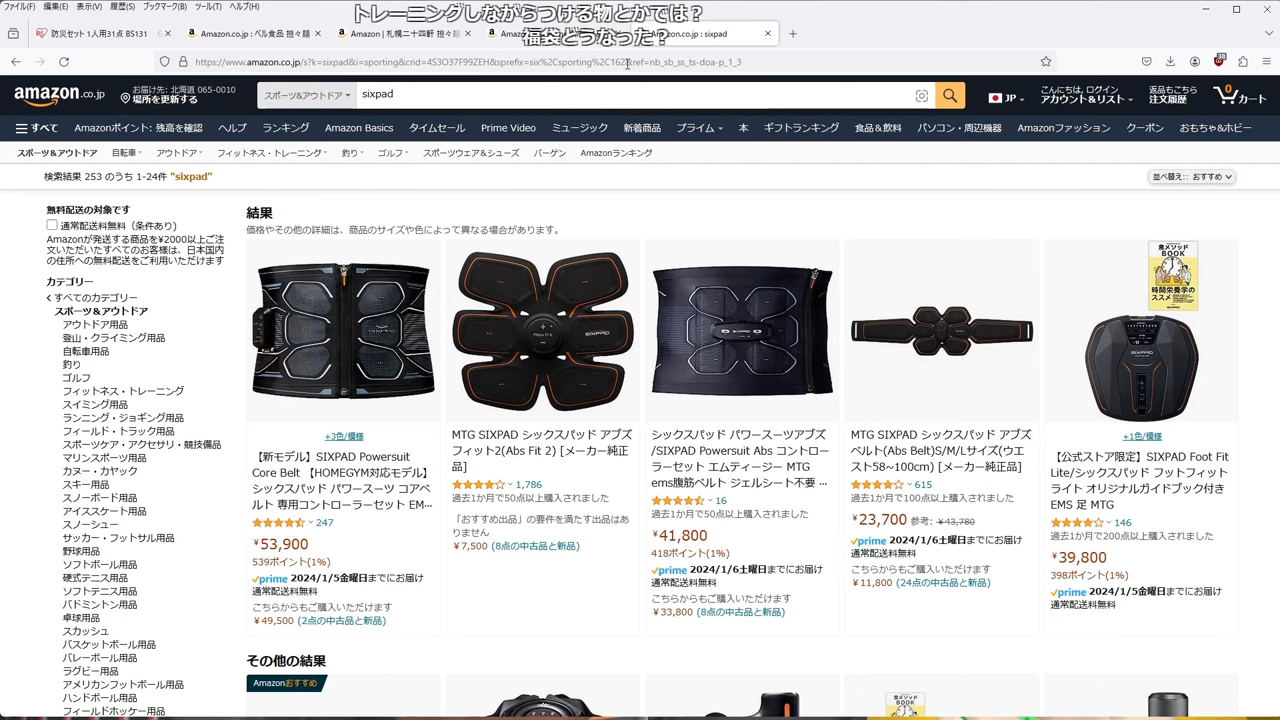 ファイル(F) 編集(E) 表示(V) 履歴(S) ブックマーク(B) ツール(T) ヘルプ(H)
トレーニングしながらつける物とかでは？
福袋どうなった？
防災セット 1人用31点 BS131
Amazon.co.jp : ベル食品 担々麺
Amazon | 札幌二十四軒 担々麺
Amazon.co.jp : sixpad
https://www.amazon.co.jp/s?k=sixpad&i=sporting&crid=4S3O37F99ZEH&sprefix=six%2Csporting%2C162&ref=nb_sb_ss_ts-doa-p_1_3
38
amazon.co.jp
お届け先: 北海道 065-0010
場所を更新する
スポーツ＆アウトドア
sixpad
JP
こんにちは, ログイン
アカウント＆リスト
返品もこちら
注文履歴
0
カート
すべて Amazonポイント: 残高を確認 ヘルプ ランキング Amazon Basics タイムセール Prime Video ミュージック 新着商品 プライム 本 ギフトランキング 食品＆飲料 パソコン・周辺機器 Amazonファッション クーポン おもちゃ&ホビー
スポーツ＆アウトドア 自転車 アウトドア フィットネス・トレーニング 釣り ゴルフ スポーツウェア＆シューズ バーゲン Amazonランキング
検索結果 253 のうち 1-24件 "sixpad"
並べ替え:: おすすめ
無料配送の対象です
通常配送料無料（条件あり)
Amazonが発送する商品を¥2000以上ご注
文いただいたすべてのお客様は、日本国内
の住所への無料配送をご利用いただけます
カテゴリー
すべてのカテゴリー
スポーツ＆アウトドア
アウトドア用品
登山・クライミング用品
自転車用品
釣り
ゴルフ
フィットネス・トレーニング
スイミング用品
ランニング・ジョギング用品
フィールド・トラック用品
スポーツケア・アクセサリ・競技備品
マリンスポーツ用品
カヌー・カヤック
スキー用品
スノーボード用品
アイススケート用品
スノーシュー
サッカー・フットサル用品
野球用品
ソフトボール用品
硬式テニス用品
ソフトテニス用品
バドミントン用品
卓球用品
スカッシュ
バスケットボール用品
バレーボール用品
ラグビー用品
アメリカンフットボール用品
ハンドボール用品
フィールドホッケー用品
結果
価格やその他の詳細は、商品のサイズや色によって異なる場合があります。
+3色/模様
【新モデル】SIXPAD Powersuit
Core Belt 【HOMEGYM対応モデル】
シックスパッド パワースーツ コアベ
ルト 専用コントローラーセット EM…
247
¥53,900
539ポイント(1%)
prime 2024/1/5金曜日までにお届け
通常配送料無料
こちらからもご購入いただけます
¥49,500 (2点の中古品と新品)
Abs Fit
SIXPAD
MTG SIXPAD シックスパッド アブズ
フィット2(Abs Fit 2) [メーカー純正
品]
1,786
過去1か月で50点以上購入されました
「おすすめ出品」の要件を満たす出品はあ
りません
¥7,500 (8点の中古品と新品)
SIXPAD
シックスパッド パワースーツアブズ
/SIXPAD Powersuit Abs コントロー
ラーセット エムティージー MTG
ems腹筋ベルト ジェルシート不要 …
16
過去1か月で50点以上購入されました
¥41,800
418ポイント(1%)
prime 2024/1/6土曜日までにお届け
通常配送料無料
こちらからもご購入いただけます
¥33,800 (8点の中古品と新品)
MTG SIXPAD シックスパッド アブズ
ベルト(Abs Belt)S/M/Lサイズ(ウエ
スト58~100cm) [メーカー純正品]
615
過去1か月で100点以上購入されました
¥23,700 参考: ¥43,780
prime 2024/1/6土曜日までにお届け
通常配送料無料
こちらからもご購入いただけます
¥11,800 (24点の中古品と新品)
食メソッド
BOOK
時間栄養学の
ススメ
SIXPAD
+1色/模様
【公式ストア限定】SIXPAD Foot Fit
Lite/シックスパッド フットフィット
ライト オリジナルガイドブック付き
EMS 足 MTG
146
過去1か月で200点以上購入されました
¥39,800
398ポイント(1%)
prime 2024/1/5金曜日までにお届け
通常配送料無料
その他の結果
Amazonおすすめ
食メソッド
BOOK